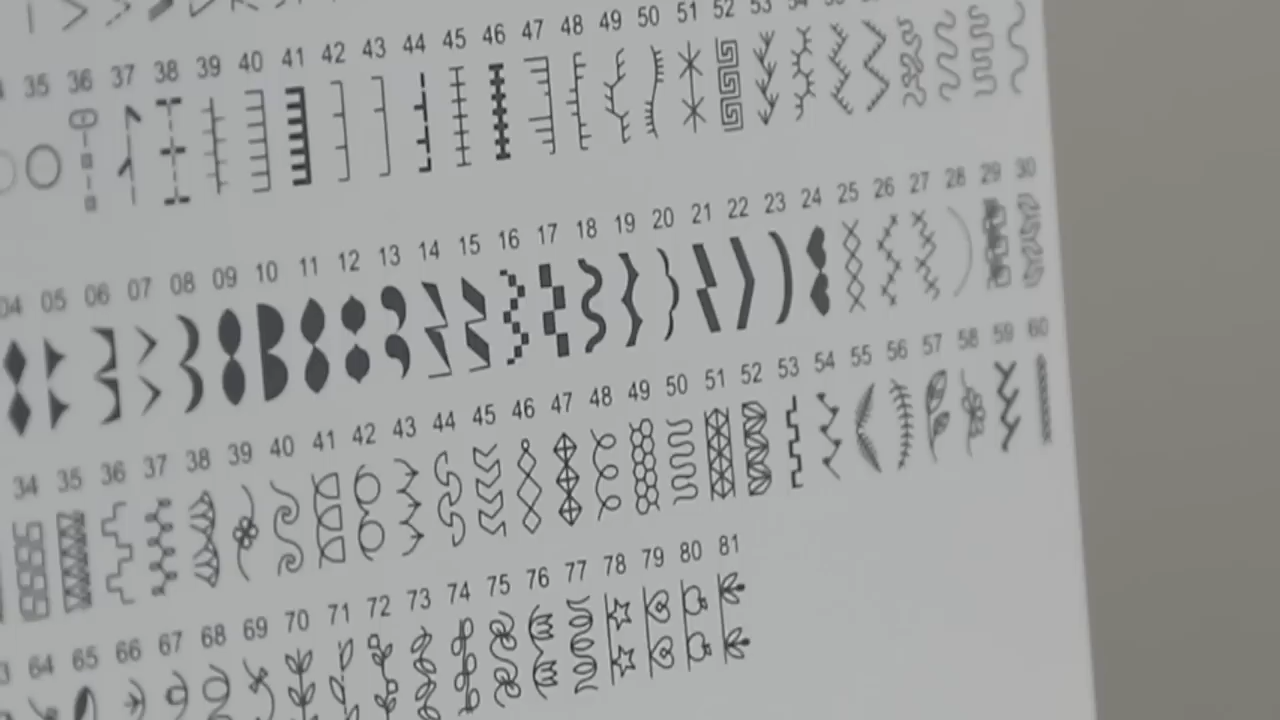 35 36 37 38 39 40 41 42 43 44 45 46 47 48 49 50 51 52 53
04 05 06 07 08 09 10 11 12 13 14 15 16 17 18 19 20 21 22 23 24 25 26 27 28 29 30
34 35 36 37 38 39 40 41 42 43 44 45 46 47 48 49 50 51 52 53 54 55 56 57 58 59 60
64 65 66 67 68 69 70 71 72 73 74 75 76 77 78 79 80 81